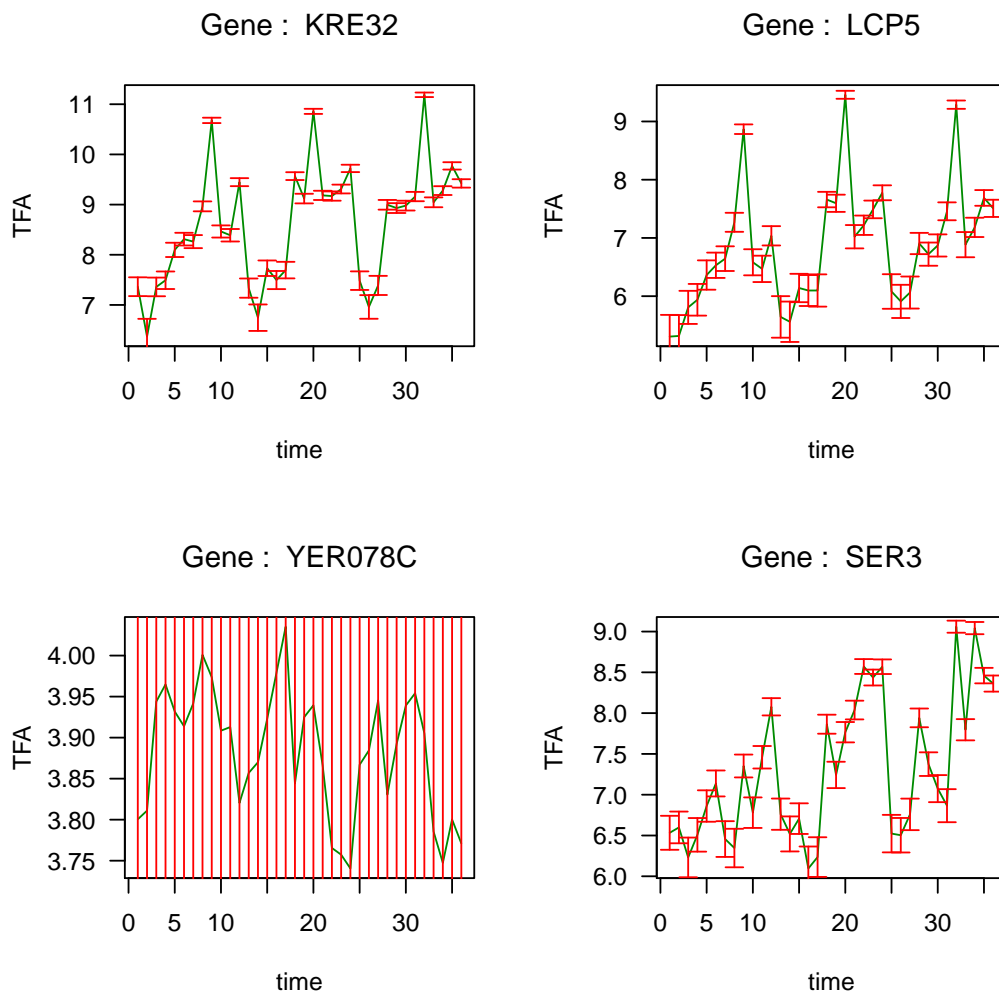 Gene :  KRE32
TFA
11
10
9
8
7
0 5 10 20 30
time
Gene :  LCP5
TFA
9
8
7
6
0 5 10 20 30
time
Gene :  YER078C
TFA
4.00
3.95
3.90
3.85
3.80
3.75
0 5 10 20 30
time
Gene :  SER3
TFA
9.0
8.5
8.0
7.5
7.0
6.5
6.0
0 5 10 20 30
time